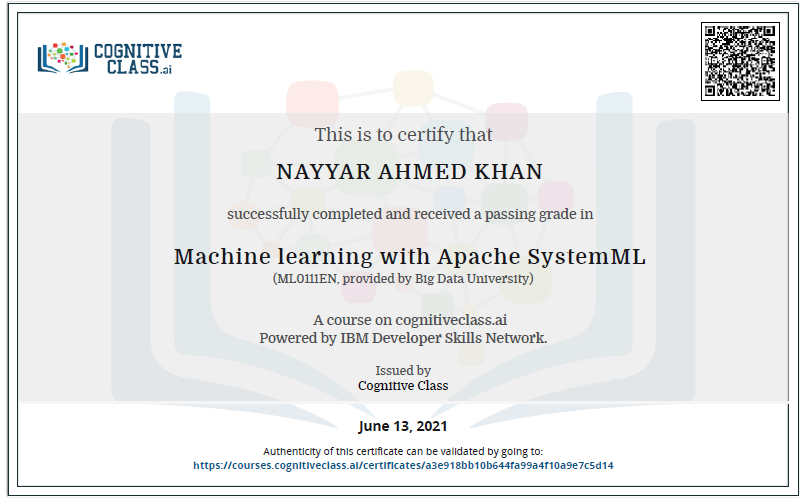 COGNITIVE
CLASS.ai
This is to certify that
NAYYAR AHMED KHAN
successfully completed and received a passing grade in
Machine learning with Apache SystemML
(ML0111EN, provided by Big Data University)
A course on cognitiveclass.ai
Powered by IBM Developer Skills Network.
Issued by
Cognitive Class
June 13, 2021
Authenticity of this certificate can be validated by going to:
https://courses.cognitiveclass.ai/certificates/a3e918bb10b644fa99a4f10a9e7c5d14